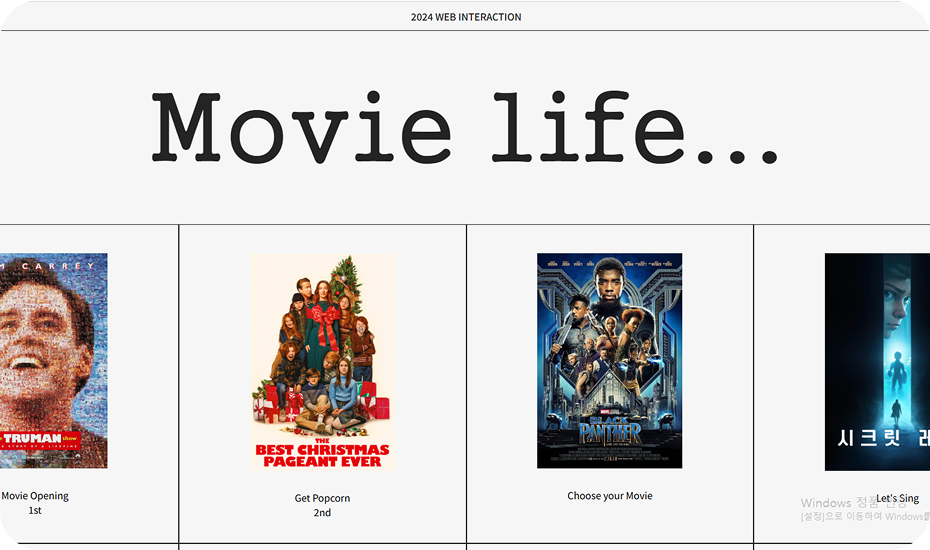 2024 WEB INTERACTION
Movie life...
M CARREY
TRUMAN show
A STORY OF A LIFETIME
Movie Opening
1st
THE
BEST CHRISTMAS
PAGEANT EVER
Get Popcorn
2nd
MARVEL STUDIOS
BLACK
PANTHER
Choose your Movie
시크릿 레
Let's Sing
Windows 정품 인증
[설정]으로 이동하여 Windows를